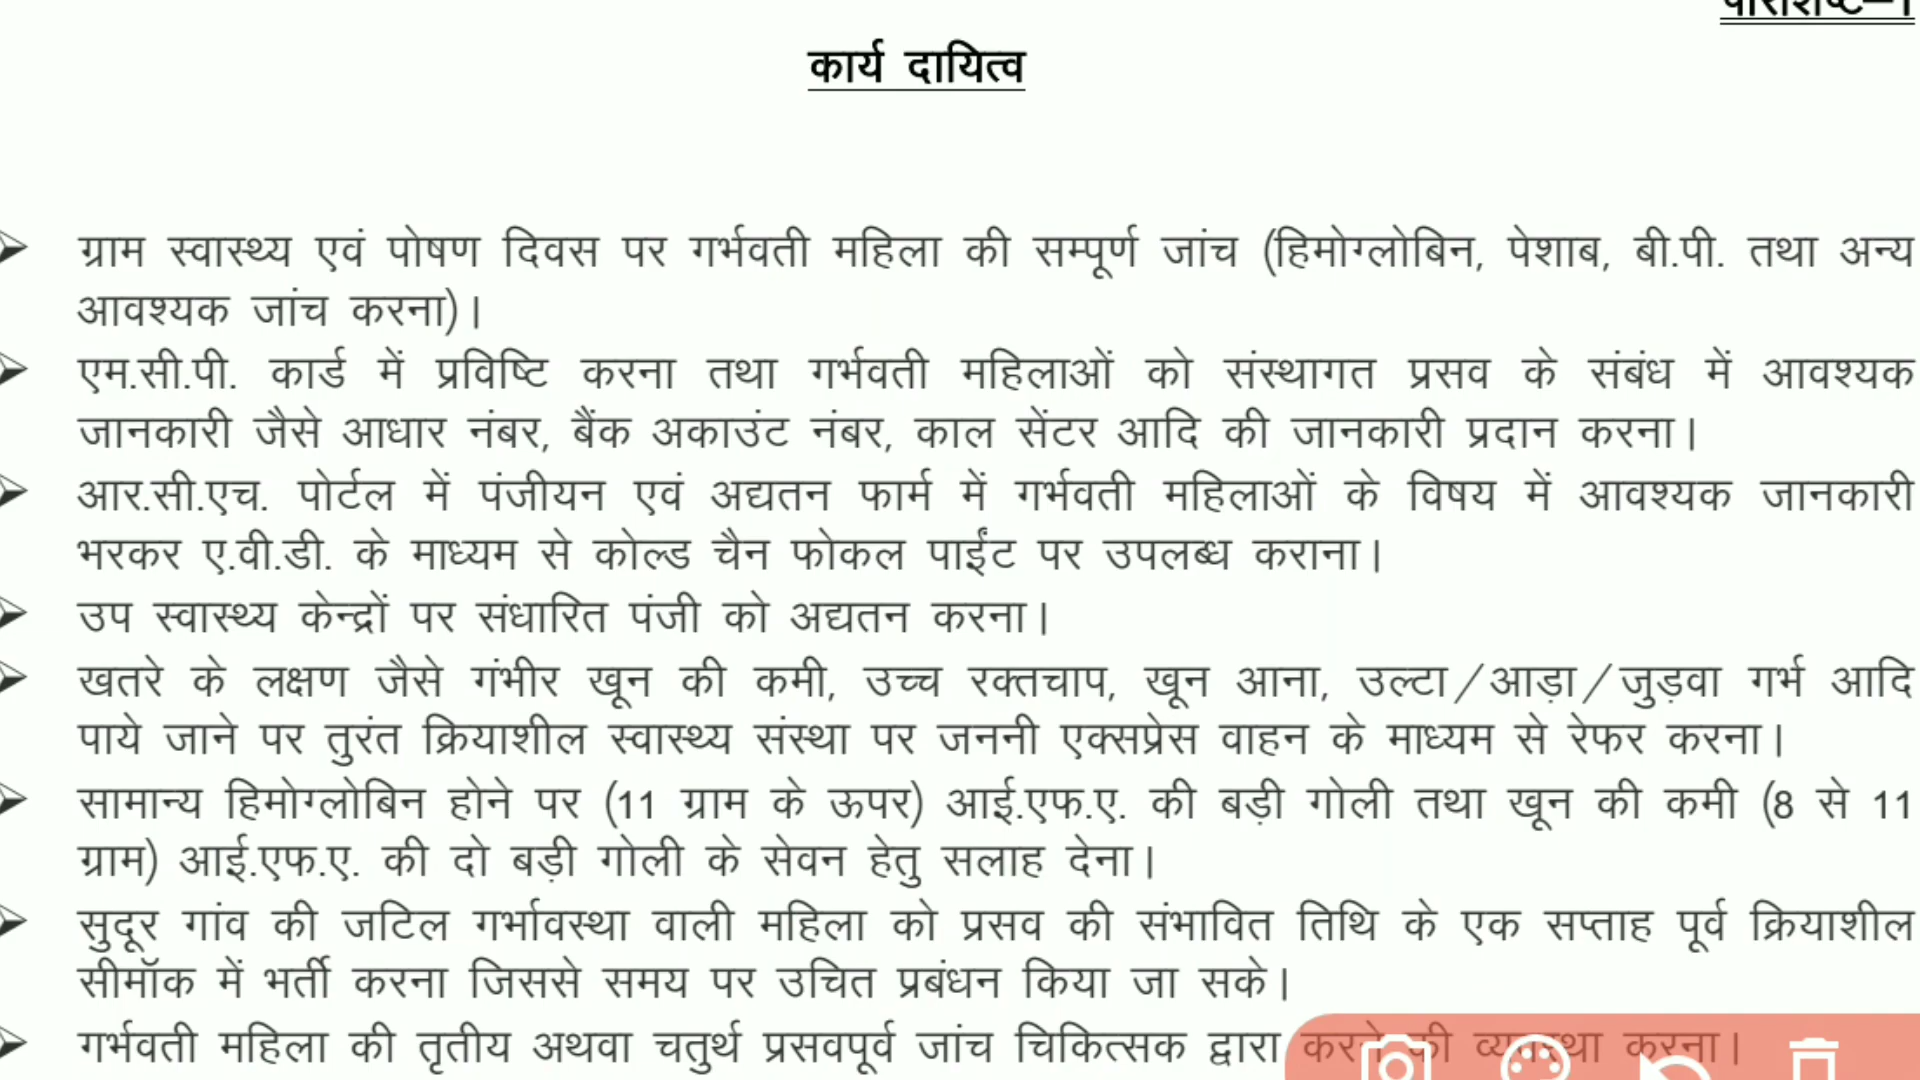 परिशिष्ट–1
कार्य दायित्व
ग्राम स्वास्थ्य एवं पोषण दिवस पर गर्भवती महिला की सम्पूर्ण जांच (हिमोग्लोबिन, पेशाब, बी.पी. तथा अन्य
आवश्यक जांच करना)।
एम.सी.पी. कार्ड में प्रविष्टि करना तथा गर्भवती महिलाओं को संस्थागत प्रसव के संबंध में आवश्यक
जानकारी जैसे आधार नंबर, बैंक अकाउंट नंबर, काल सेंटर आदि की जानकारी प्रदान करना।
आर.सी.एच. पोर्टल में पंजीयन एवं अद्यतन फार्म में गर्भवती महिलाओं के विषय में आवश्यक जानकारी
भरकर ए.वी.डी. के माध्यम से कोल्ड चैन फोकल पाईंट पर उपलब्ध कराना।
उप स्वास्थ्य केन्द्रों पर संधारित पंजी को अद्यतन करना।
खतरे के लक्षण जैसे गंभीर खून की कमी, उच्च रक्तचाप, खून आना, उल्टा/आड़ा/जुड़वा गर्भ आदि
पाये जाने पर तुरंत क्रियाशील स्वास्थ्य संस्था पर जननी एक्सप्रेस वाहन के माध्यम से रेफर करना।
सामान्य हिमोग्लोबिन होने पर (11 ग्राम के ऊपर) आई.एफ.ए. की बड़ी गोली तथा खून की कमी (8 से 11
ग्राम) आई.एफ.ए. की दो बड़ी गोली के सेवन हेतु सलाह देना।
सुदूर गांव की जटिल गर्भावस्था वाली महिला को प्रसव की संभावित तिथि के एक सप्ताह पूर्व क्रियाशील
सीमॉक में भर्ती करना जिससे समय पर उचित प्रबंधन किया जा सके।
गर्भवती महिला की तृतीय अथवा चतुर्थ प्रसवपूर्व जांच चिकित्सक द्वारा करने की व्यवस्था करना।